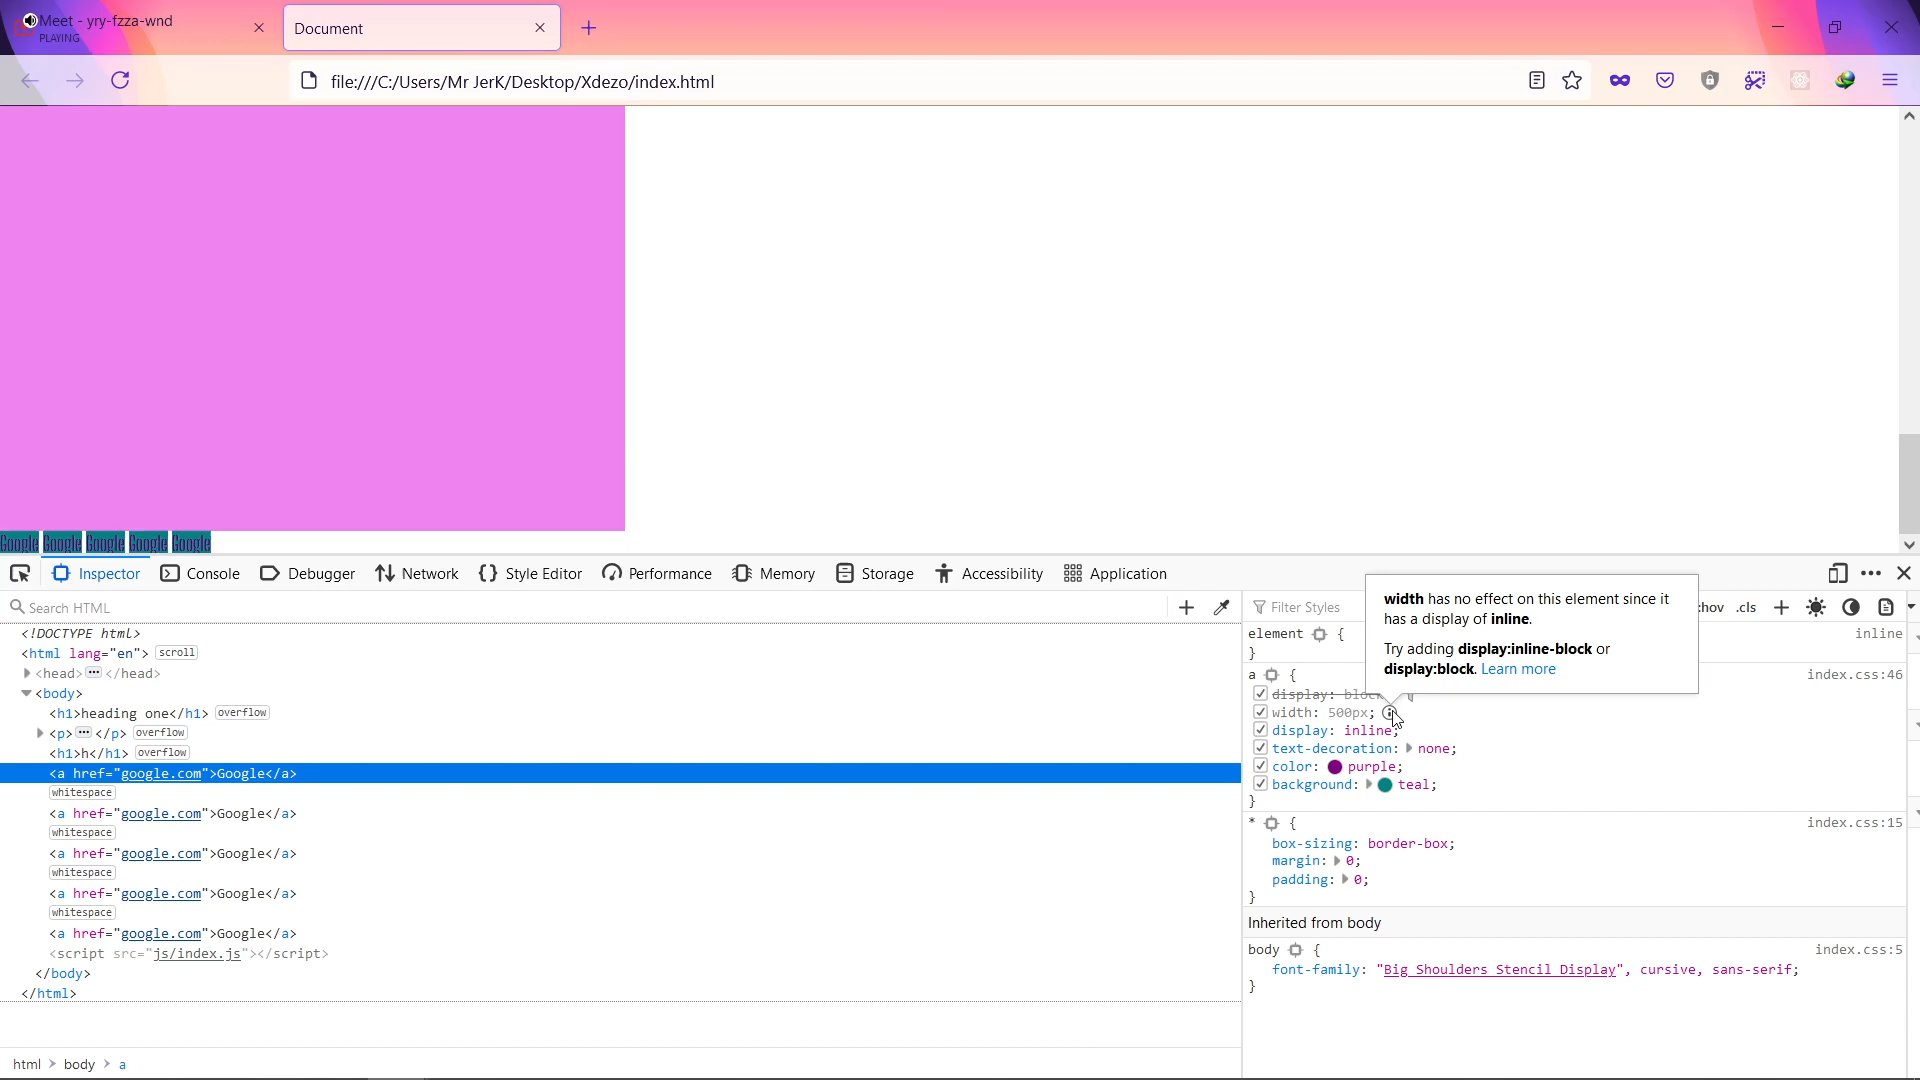 Meet - yry-fzza-wnd
PLAYING
Document
file:///C:/Users/Mr JerK/Desktop/Xdezo/index.html
Google Google Google Google Google
Inspector Console Debugger Network Style Editor Performance Memory Storage Accessibility Application
Search HTML
<!DOCTYPE html>
<html lang="en"> scroll
<head> ··· </head>
<body>
<h1>heading one</h1> overflow
<p> ··· </p> overflow
<h1>h</h1> overflow
<a href="google.com">Google</a>
whitespace
<a href="google.com">Google</a>
whitespace
<a href="google.com">Google</a>
whitespace
<a href="google.com">Google</a>
whitespace
<a href="google.com">Google</a>
<script src="js/index.js"></script>
</body>
</html>
html > body > a
Filter Styles :hov .cls
width has no effect on this element since it
has a display of inline.
Try adding display:inline-block or
display:block. Learn more
element {
inline
}
a {
index.css:46
display: block
width: 500px;
display: inline;
text-decoration: none;
color: purple;
background: teal;
}
* {
index.css:15
box-sizing: border-box;
margin: 0;
padding: 0;
}
Inherited from body
body {
index.css:5
font-family: "Big Shoulders Stencil Display", cursive, sans-serif;
}